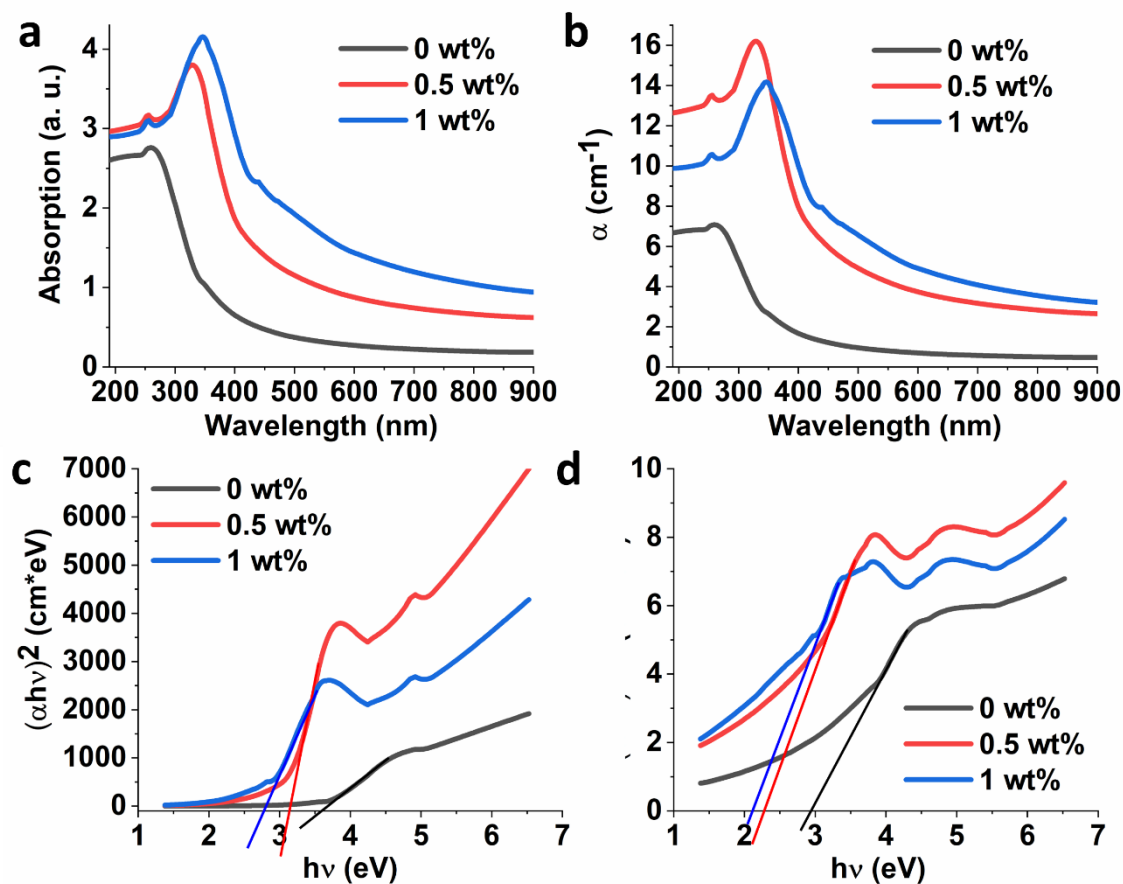 a
Absorption (a. u.)
4
3
2
1
0
0 wt%
0.5 wt%
1 wt%
200 300 400 500 600 700 800 900
Wavelength (nm)
b
α (cm⁻¹)
16
14
12
10
8
6
4
2
0
0 wt%
0.5 wt%
1 wt%
200 300 400 500 600 700 800 900
Wavelength (nm)
c
(αhν)² (cm*eV)
7000
6000
5000
4000
3000
2000
1000
0
0 wt%
0.5 wt%
1 wt%
1 2 3 4 5 6 7
hν (eV)
d
10
8
6
4
2
0
0 wt%
0.5 wt%
1 wt%
1 2 3 4 5 6 7
hν (eV)